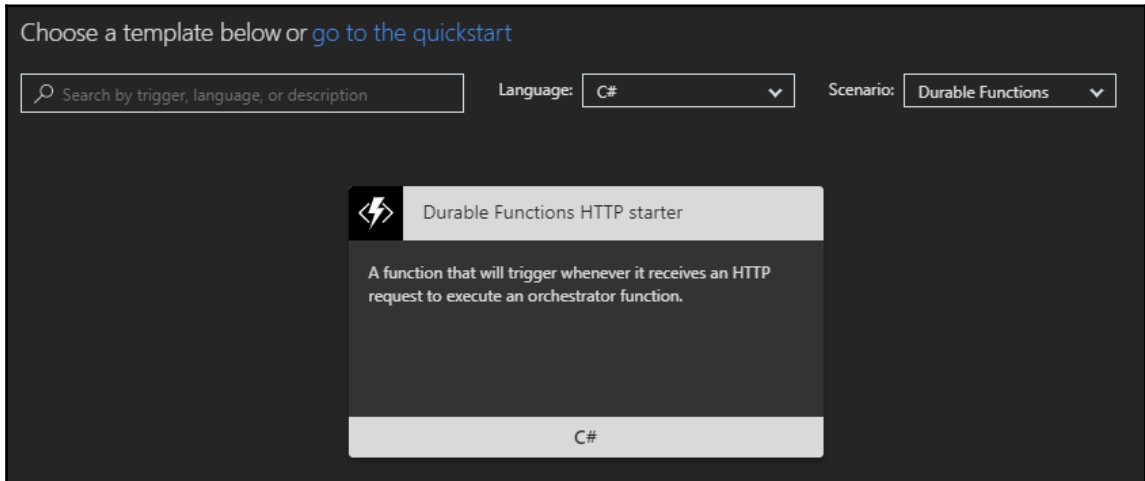 Choose a template below or go to the quickstart
Search by trigger, language, or description
Language: C#
Scenario: Durable Functions
Durable Functions HTTP starter
A function that will trigger whenever it receives an HTTP
request to execute an orchestrator function.
C#